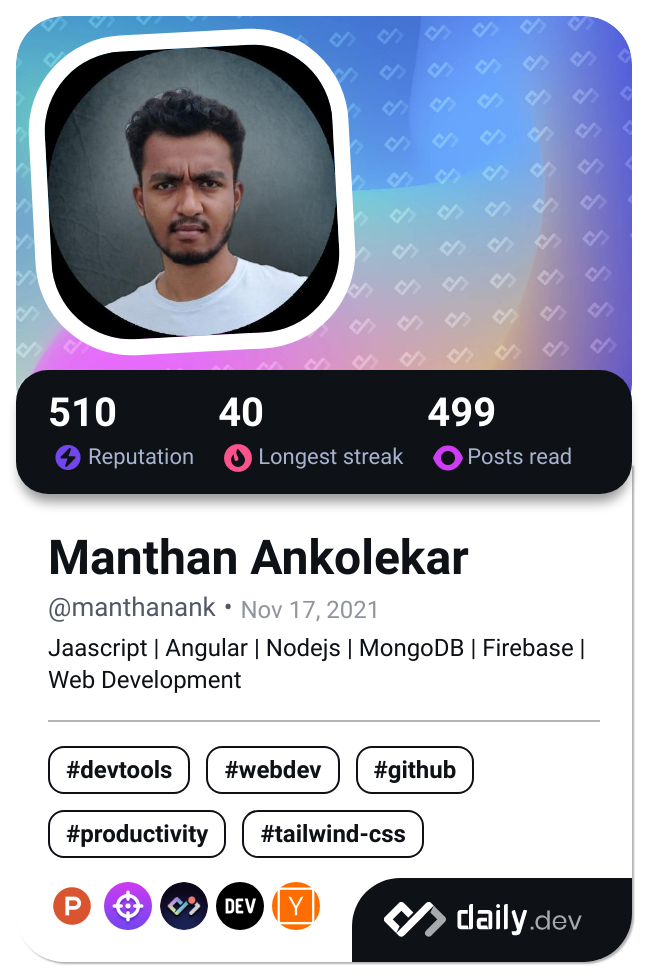 510 40 499
Reputation Longest streak Posts read
Manthan Ankolekar
@manthanank • Nov 17, 2021
Jaascript | Angular | Nodejs | MongoDB | Firebase |
Web Development
#devtools #webdev #github
#productivity #tailwind-css
P DEV Y daily.dev